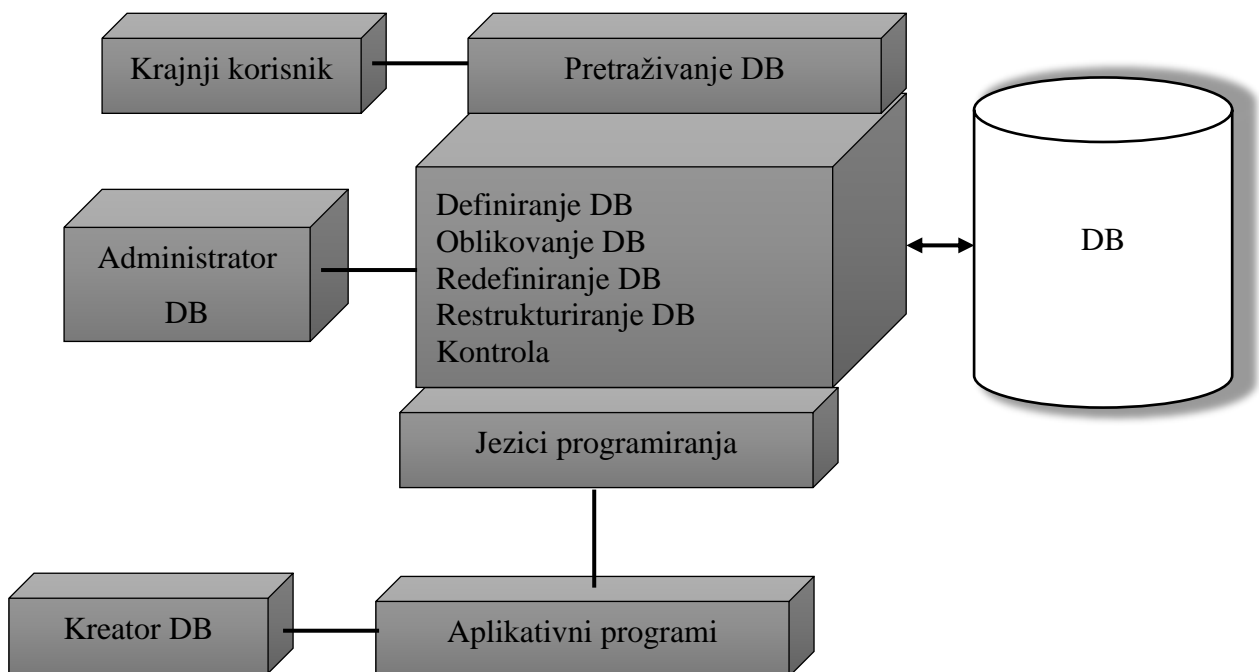 Krajnji korisnik
Pretraživanje DB
Definiranje DB
Oblikovanje DB
Redefiniranje DB
Restrukturiranje DB
Kontrola
Administrator
DB
DB
Jezici programiranja
Kreator DB
Aplikativni programi